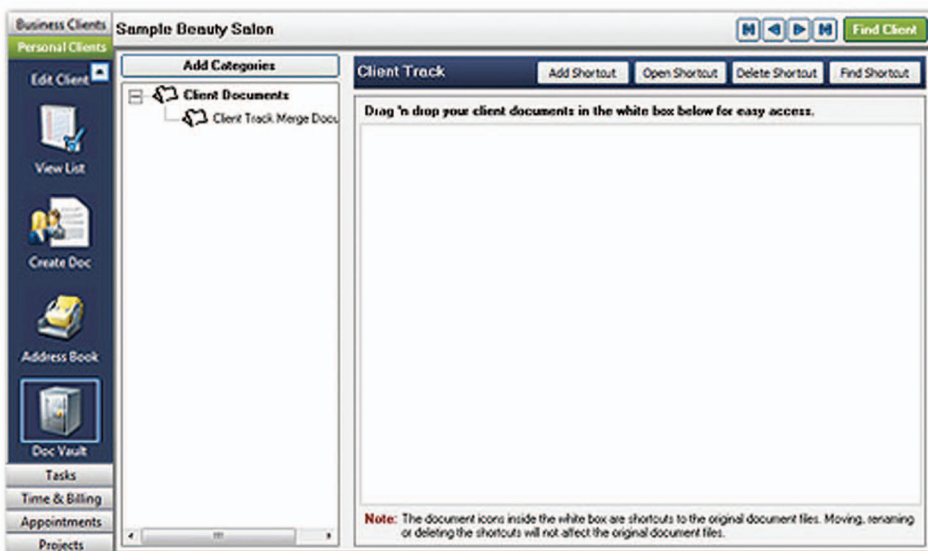 Business Clients
Personal Clients
Edit Client
View List
Create Doc
Address Book
Doc Vault
Tasks
Time & Billing
Appointments
Projects
Sample Beauty Salon
Find Client
Add Categories
Client Documents
Client Track Merge Docu
Client Track
Add Shortcut
Open Shortcut
Delete Shortcut
Find Shortcut
Drag 'n drop your client documents in the white box below for easy access.
Note: The document icons inside the white box are shortcuts to the original document files. Moving, renaming
or deleting the shortcuts will not affect the original document files.